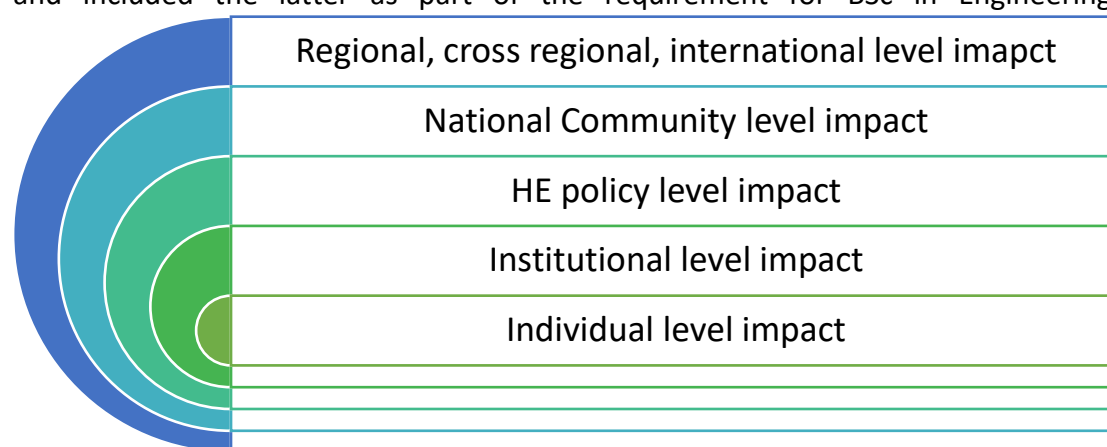 and included the latter as part of the requirement for BSc in Engineering
Regional, cross regional, international level imapct
National Community level impact
HE policy level impact
Institutional level impact
Individual level impact